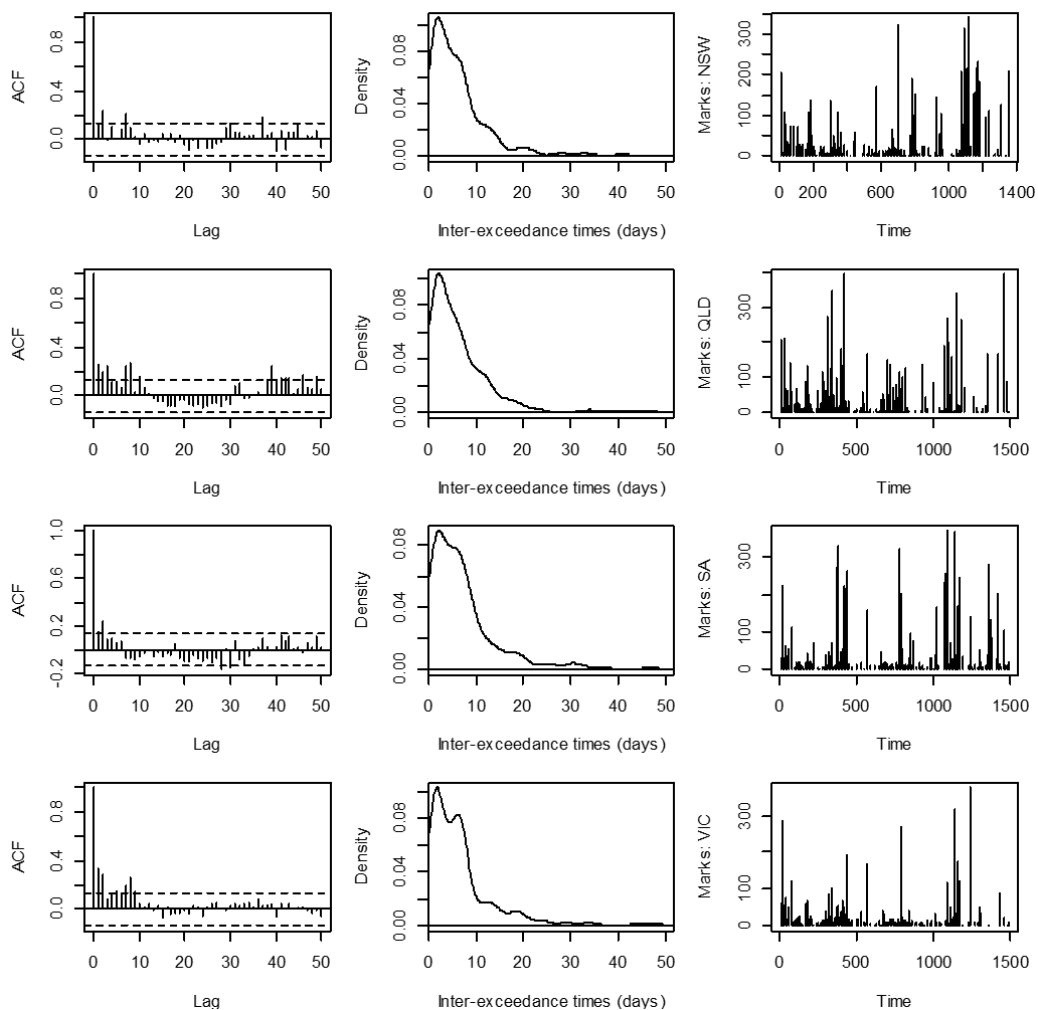 ACF
0.0 0.4 0.8
0 10 20 30 40 50
Lag
Density
0.00 0.04 0.08
0 10 20 30 40 50
Inter-exceedance times (days)
Marks: NSW
0 100 200 300
0 200 600 1000 1400
Time
ACF
0.0 0.4 0.8
0 10 20 30 40 50
Lag
Density
0.00 0.04 0.08
0 10 20 30 40 50
Inter-exceedance times (days)
Marks: QLD
0 100 300
0 500 1000 1500
Time
ACF
-0.2 0.2 0.6 1.0
0 10 20 30 40 50
Lag
Density
0.00 0.04 0.08
0 10 20 30 40 50
Inter-exceedance times (days)
Marks: SA
0 100 300
0 500 1000 1500
Time
ACF
0.0 0.4 0.8
0 10 20 30 40 50
Lag
Density
0.00 0.04 0.08
0 10 20 30 40 50
Inter-exceedance times (days)
Marks: VIC
0 100 300
0 500 1000 1500
Time